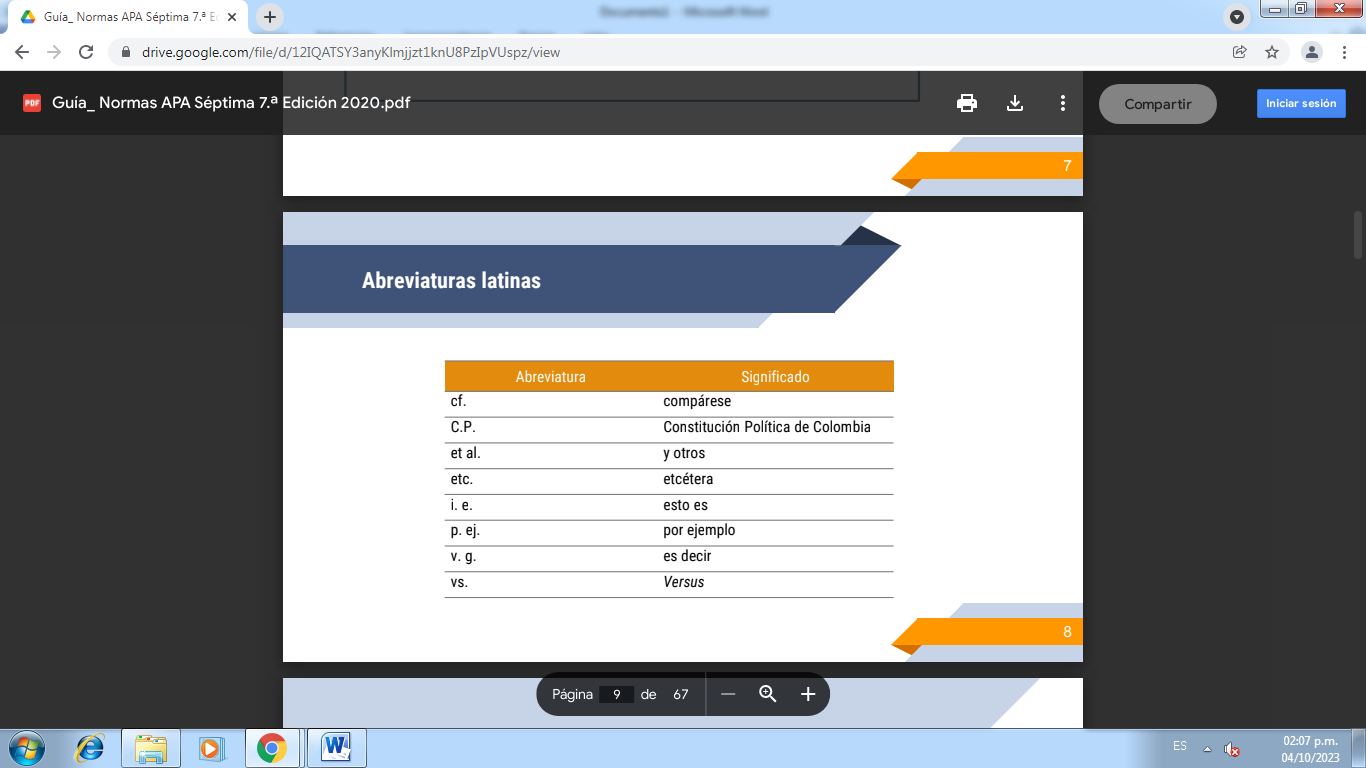 Guía_ Normas APA Séptima 7.ª Ec
drive.google.com/file/d/12IQATSY3anyKlmjjzt1knU8PzIpVUspz/view
PDF Guía_ Normas APA Séptima 7.ª Edición 2020.pdf
Compartir
Iniciar sesión
7
Abreviaturas latinas
Abreviatura Significado
cf. compárese
C.P. Constitución Política de Colombia
et al. y otros
etc. etcétera
i. e. esto es
p. ej. por ejemplo
v. g. es decir
vs. Versus
8
Página 9 de 67
ES
02:07 p.m.
04/10/2023